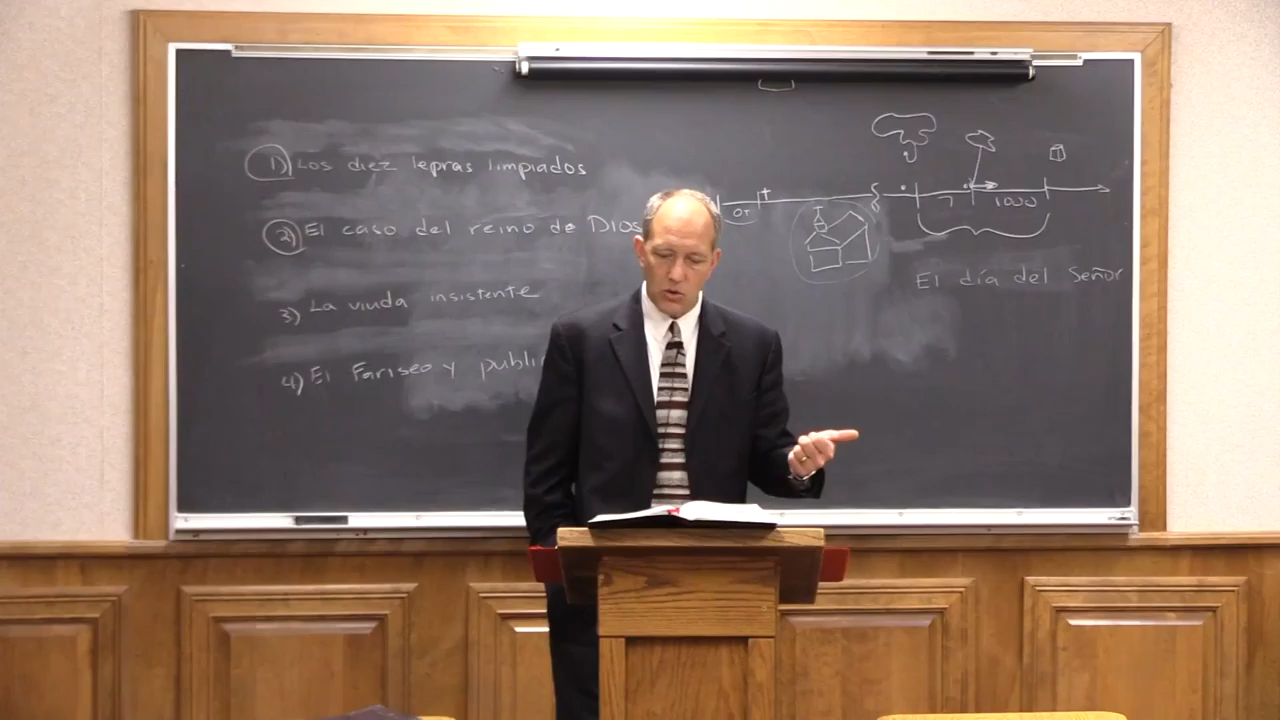 1) Los diez lepras limpiados
2) El caso del reino de Dios
3) La viuda insistente
4) El Fariseo y publi
OT
7
1000
El día del Señor